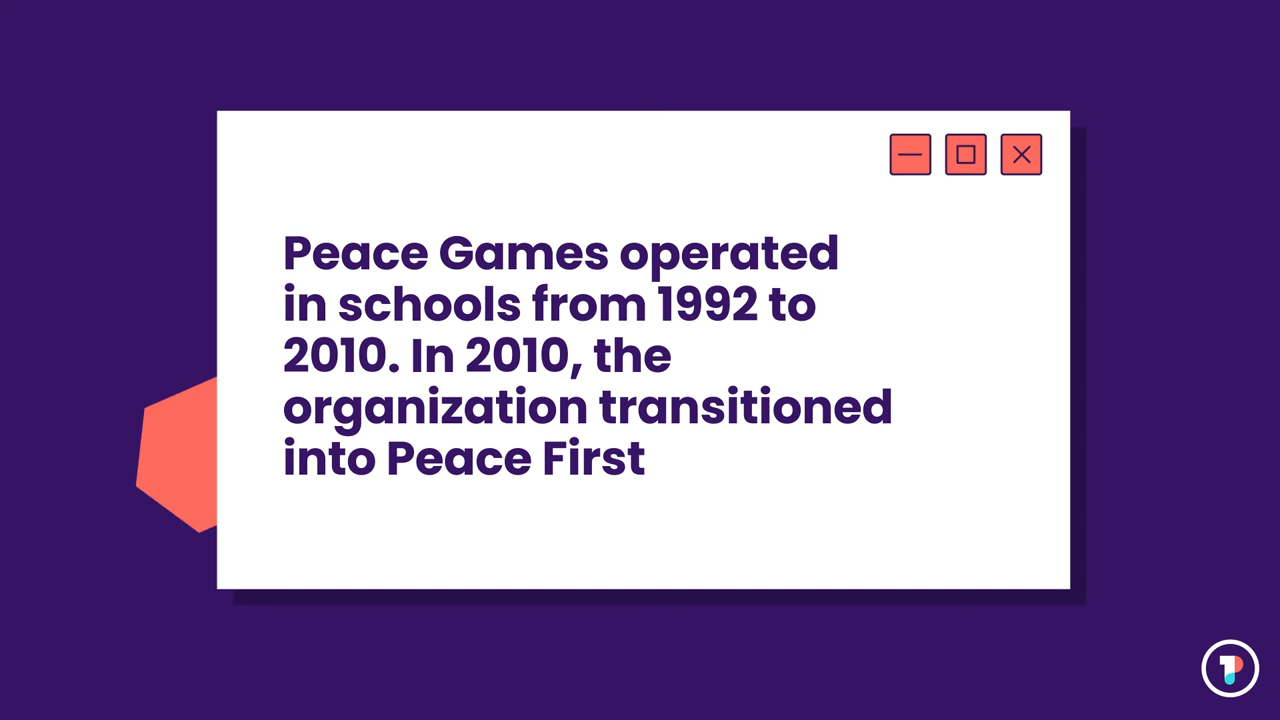 Peace Games operated
in schools from 1992 to
2010. In 2010, the
organization transitioned
into Peace First